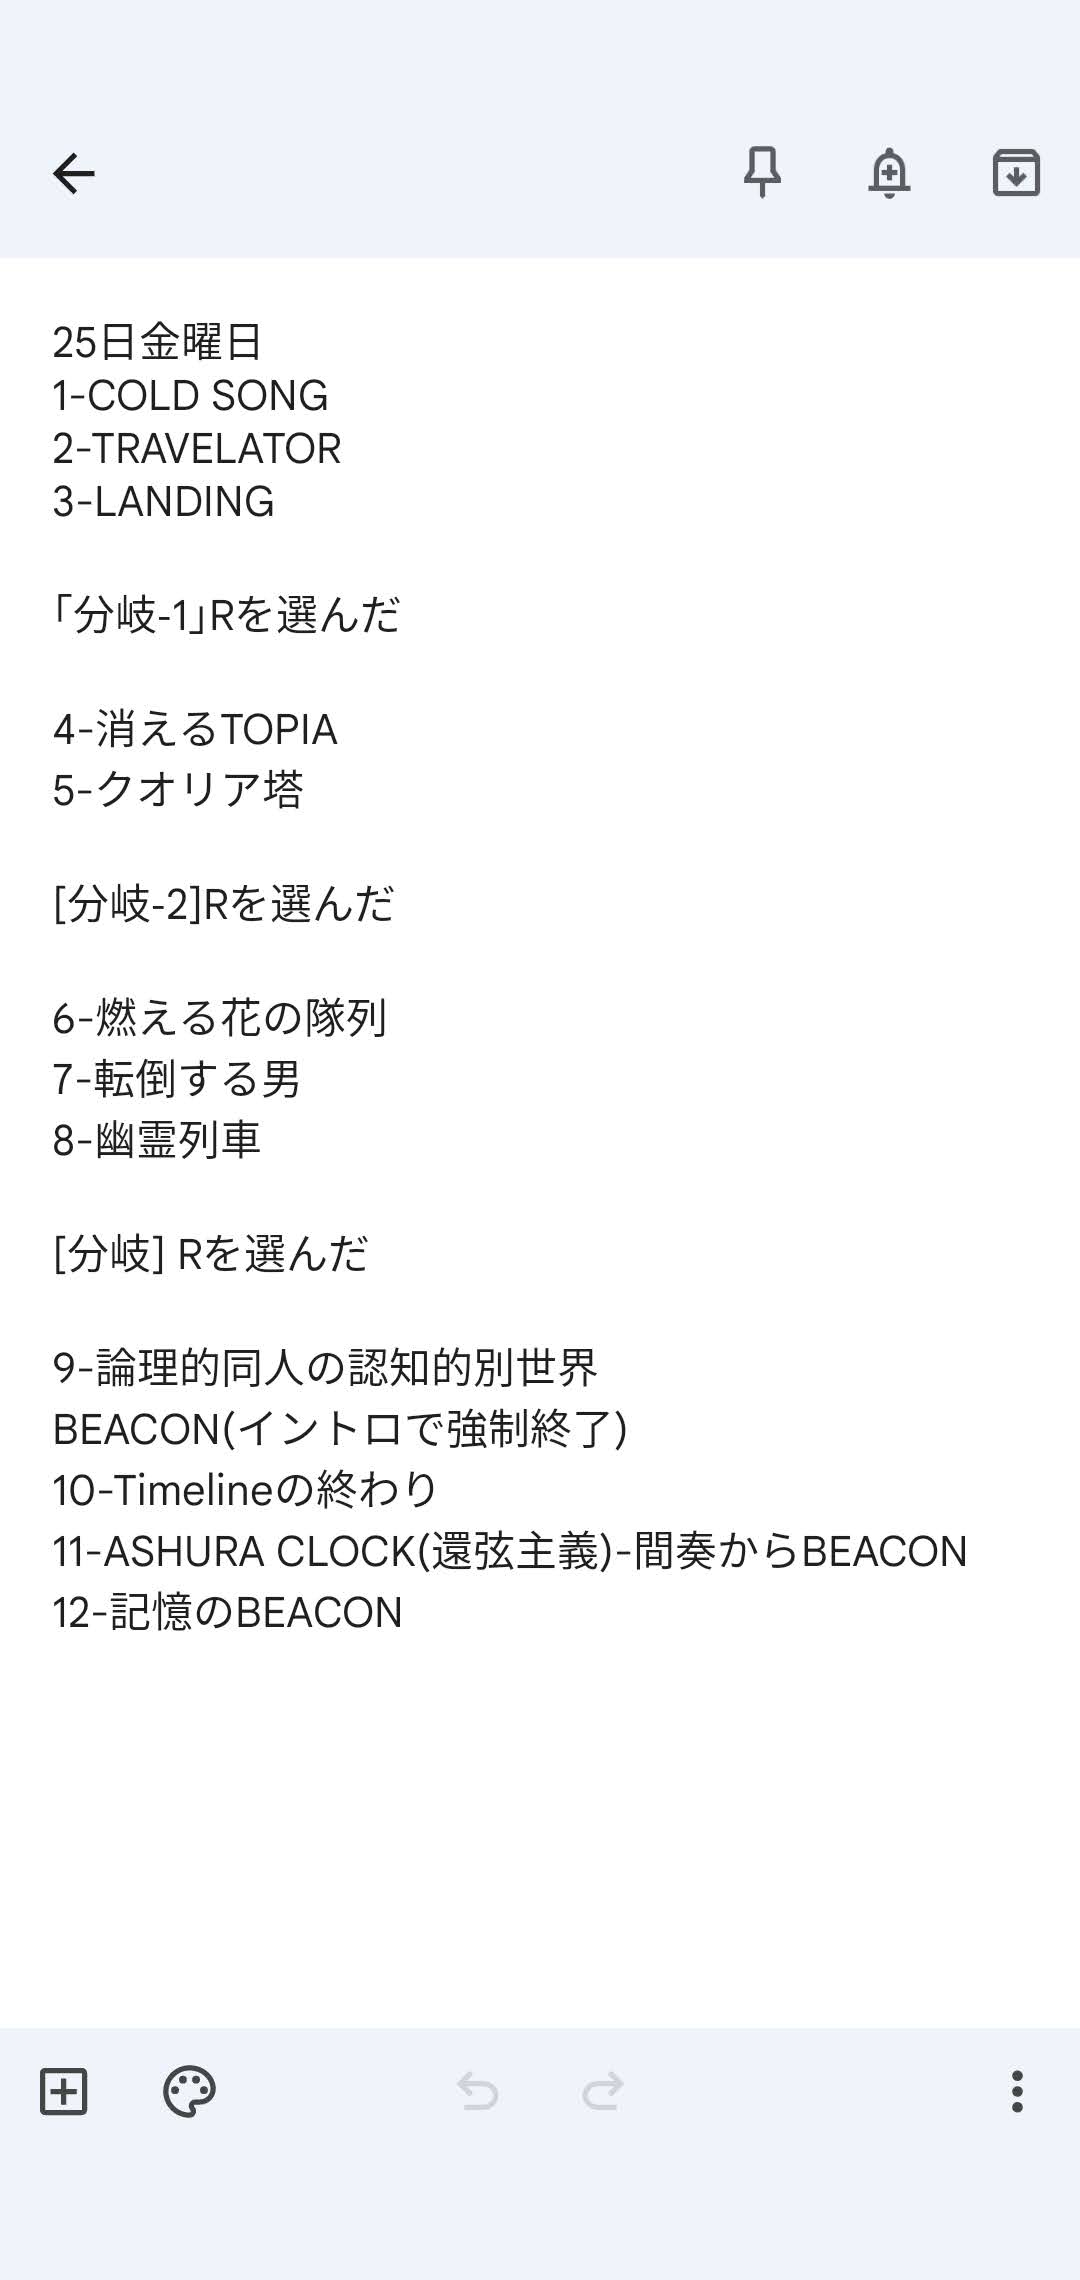 25日金曜日
1-COLD SONG
2-TRAVELATOR
3-LANDING
「分岐-1」Rを選んだ
4-消えるTOPIA
5-クオリア塔
[分岐-2]Rを選んだ
6-燃える花の隊列
7-転倒する男
8-幽霊列車
[分岐] Rを選んだ
9-論理的同人の認知的別世界
BEACON(イントロで強制終了)
10-Timelineの終わり
11-ASHURA CLOCK(還弦主義)-間奏からBEACON
12-記憶のBEACON